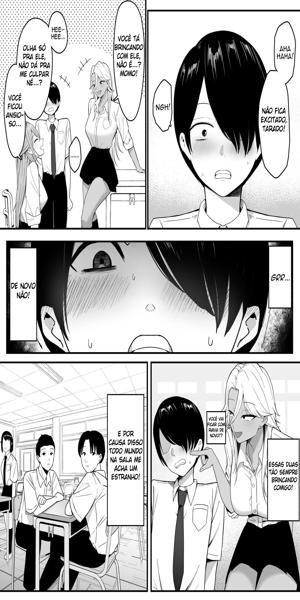 AHA
HAHA!
NÃO FICA
EXCITADO,
TARADO!
NGH!
VOCÊ TÁ
BRINCANDO
COM ELE,
NÃO É...?
MOMO!
HEE-
HEE...
OLHA SÓ
PRA ELE,
NÃO DÁ PRA
ME CULPAR
NÉ...?
VOCÊ
FICOU
ANSIO-
SO...
GRR...
DE NOVO
NÃO!
VOCÊ VAI
FICAR COM
RAIVA DE
NOVO!?
ESSAS DUAS
TÃO SEMPRE
BRINCANDO
COMIGO!
E POR
CAUSA DISSO
TODO MUNDO
NA SALA ME
ACHA UM
ESTRANHO!